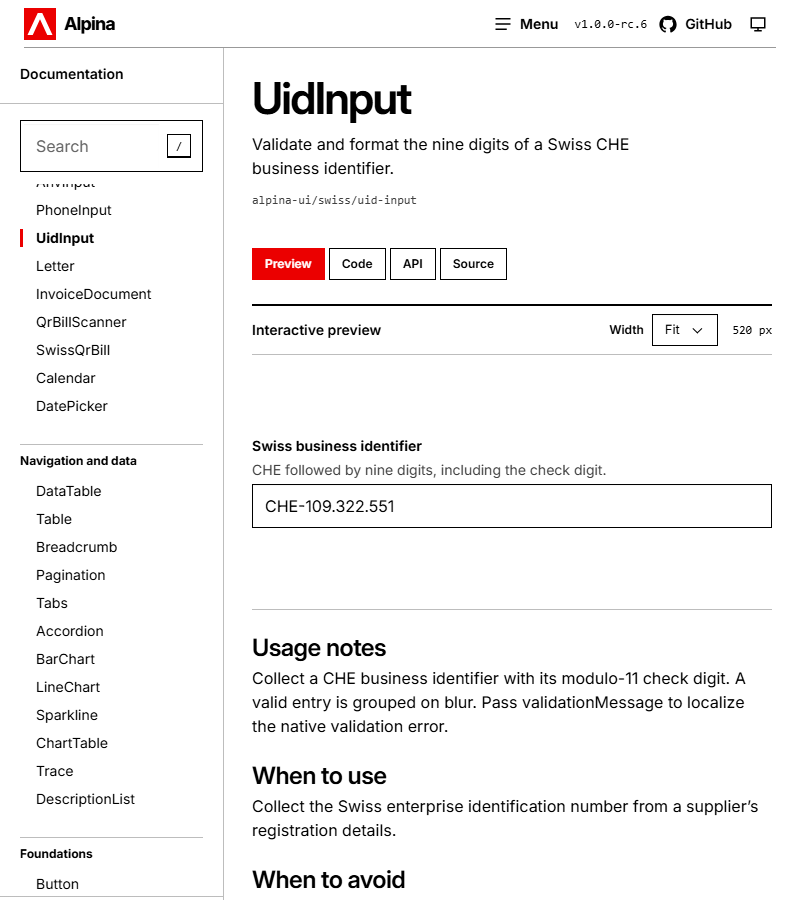 Alpina
Menu
v1.0.0-rc.6
GitHub
Documentation
Search
/
AhvInput
PhoneInput
UidInput
Letter
InvoiceDocument
QrBillScanner
SwissQrBill
Calendar
DatePicker
Navigation and data
DataTable
Table
Breadcrumb
Pagination
Tabs
Accordion
BarChart
LineChart
Sparkline
ChartTable
Trace
DescriptionList
Foundations
Button
UidInput
Validate and format the nine digits of a Swiss CHE
business identifier.
alpina-ui/swiss/uid-input
Preview
Code
API
Source
Interactive preview
Width
Fit
520 px
Swiss business identifier
CHE followed by nine digits, including the check digit.
CHE-109.322.551
Usage notes
Collect a CHE business identifier with its modulo-11 check digit. A
valid entry is grouped on blur. Pass validationMessage to localize
the native validation error.
When to use
Collect the Swiss enterprise identification number from a supplier’s
registration details.
When to avoid